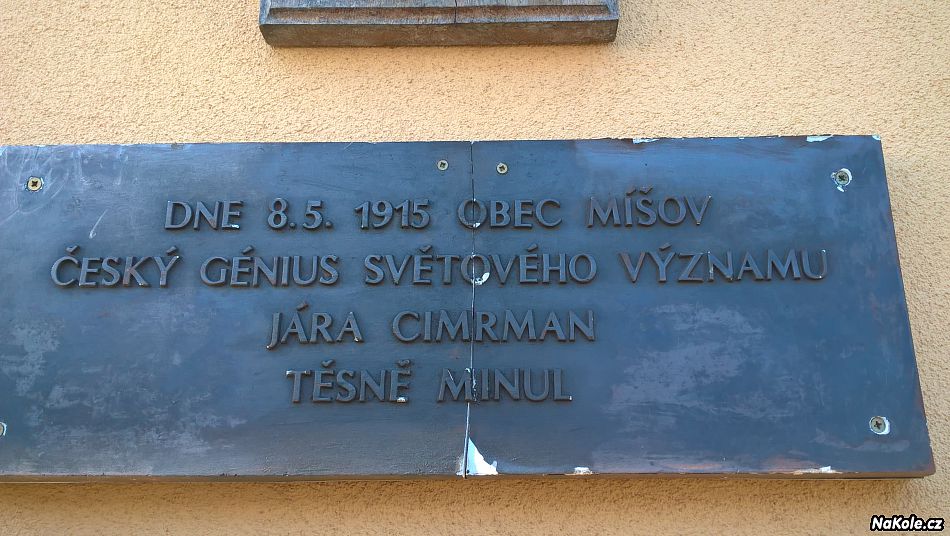 DNE 8.5. 1915 OBEC MÍŠOV
ČESKÝ GÉNIUS SVĚTOVÉHO VÝZNAMU
JÁRA CIMRMAN
TĚSNĚ MINUL
NaKole.cz